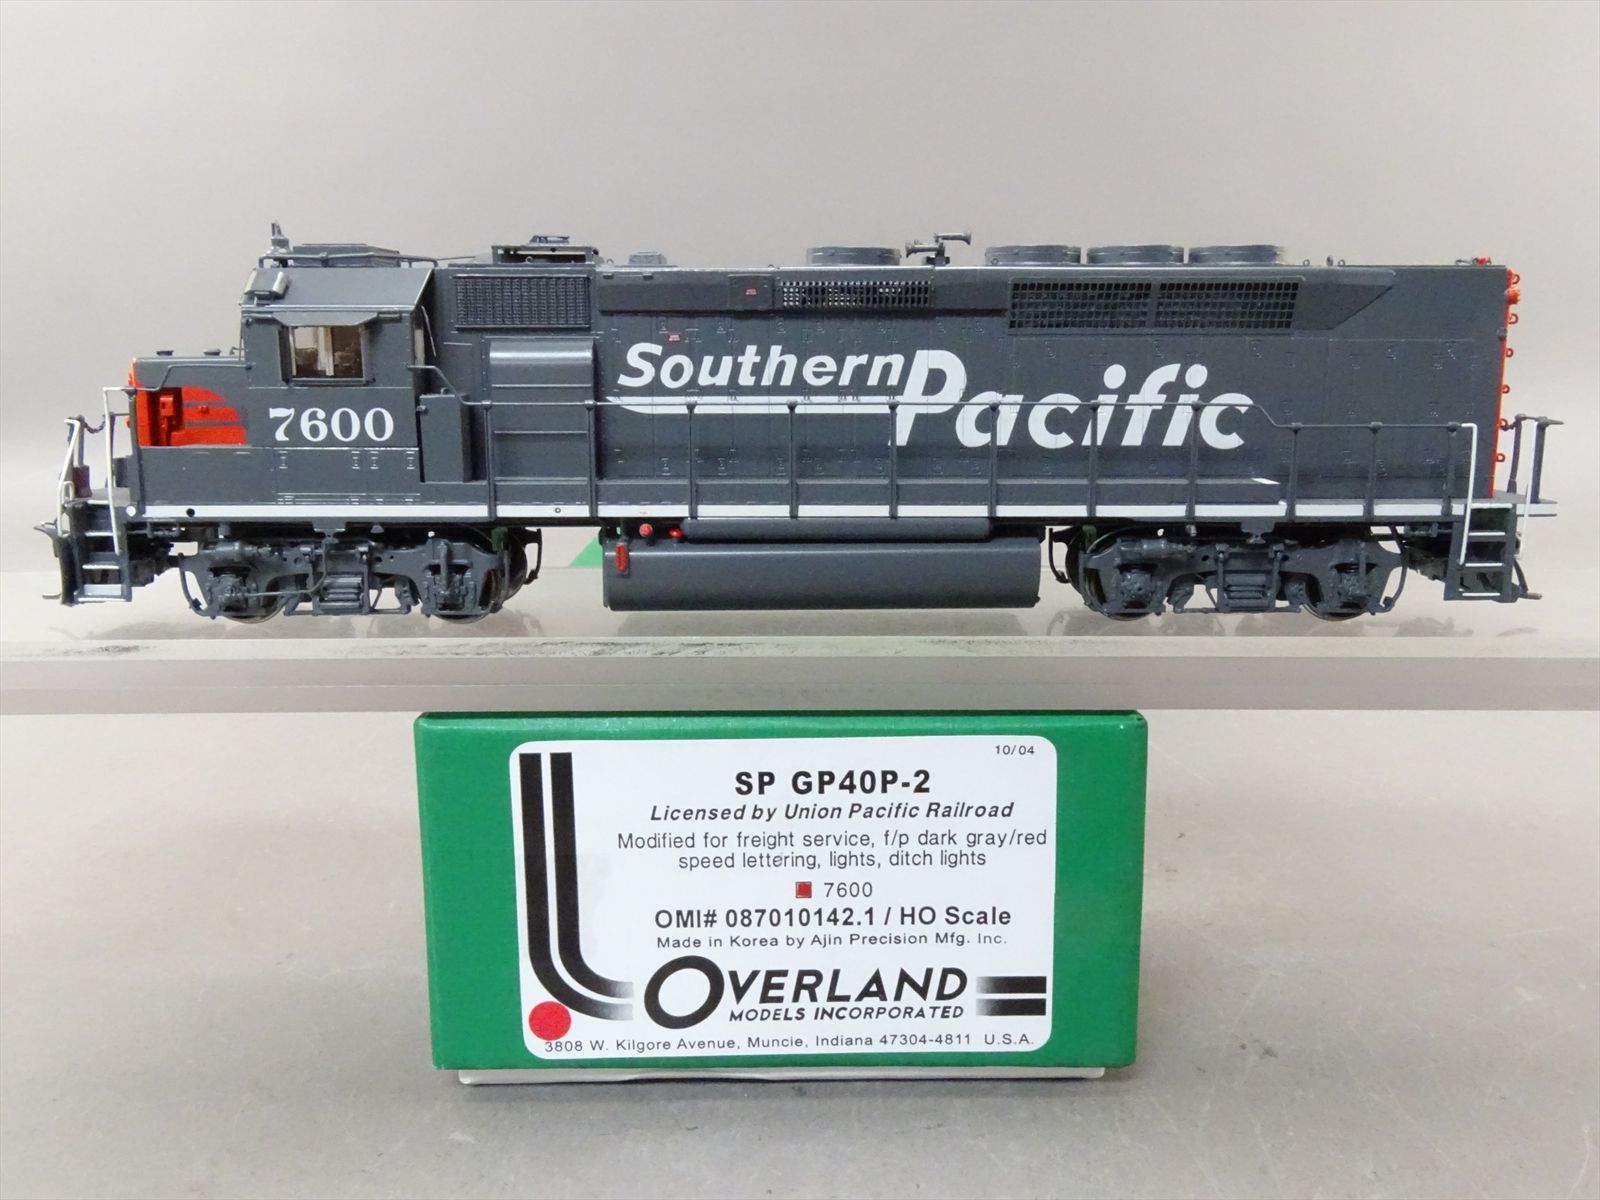 Southern
Pacific
7600
10/04
SP GP40P-2
Licensed by Union Pacific Railroad
Modified for freight service, f/p dark gray/red
speed lettering, lights, ditch lights
7600
OMI# 087010142.1 / HO Scale
Made in Korea by Ajin Precision Mfg. Inc.
OVERLAND
MODELS INCORPORATED
3808 W. Kilgore Avenue, Muncie, Indiana 47304-4811 U.S.A.